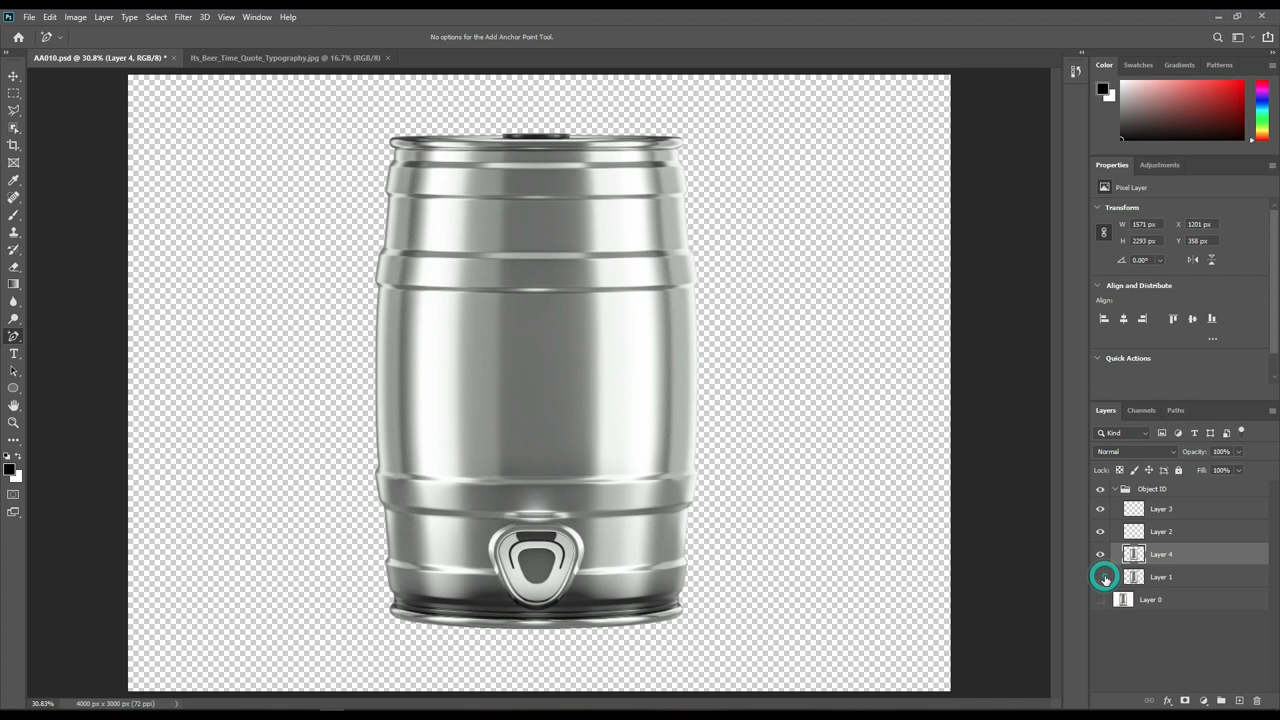 Ps File Edit Image Layer Type Select Filter 3D View Window Help
No options for the Add Anchor Point Tool.
AA010.psd @ 30.8% (Layer 4, RGB/8) * × Its_Beer_Time_Quote_Typography.jpg @ 16.7% (RGB/8) ×
Color Swatches Gradients Patterns
Properties Adjustments
Pixel Layer
Transform
W 1571 px X 1201 px
H 2293 px Y 358 px
0.00°
Align and Distribute
Align:
Quick Actions
Layers Channels Paths
Kind
Normal Opacity: 100%
Lock: Fill: 100%
Object ID
Layer 3
Layer 2
Layer 4
Layer 1
Layer 0
30.83% 4000 px x 3000 px (72 ppi)